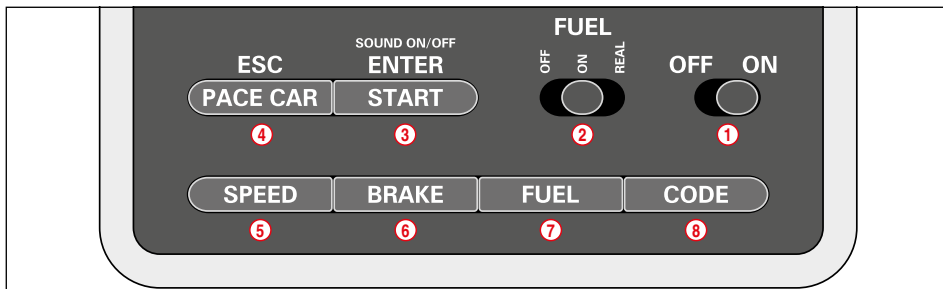 SOUND ON/OFF
ESC ENTER
PACE CAR START
4 3
FUEL
OFF ON REAL
2
OFF ON
1
SPEED BRAKE FUEL CODE
5 6 7 8